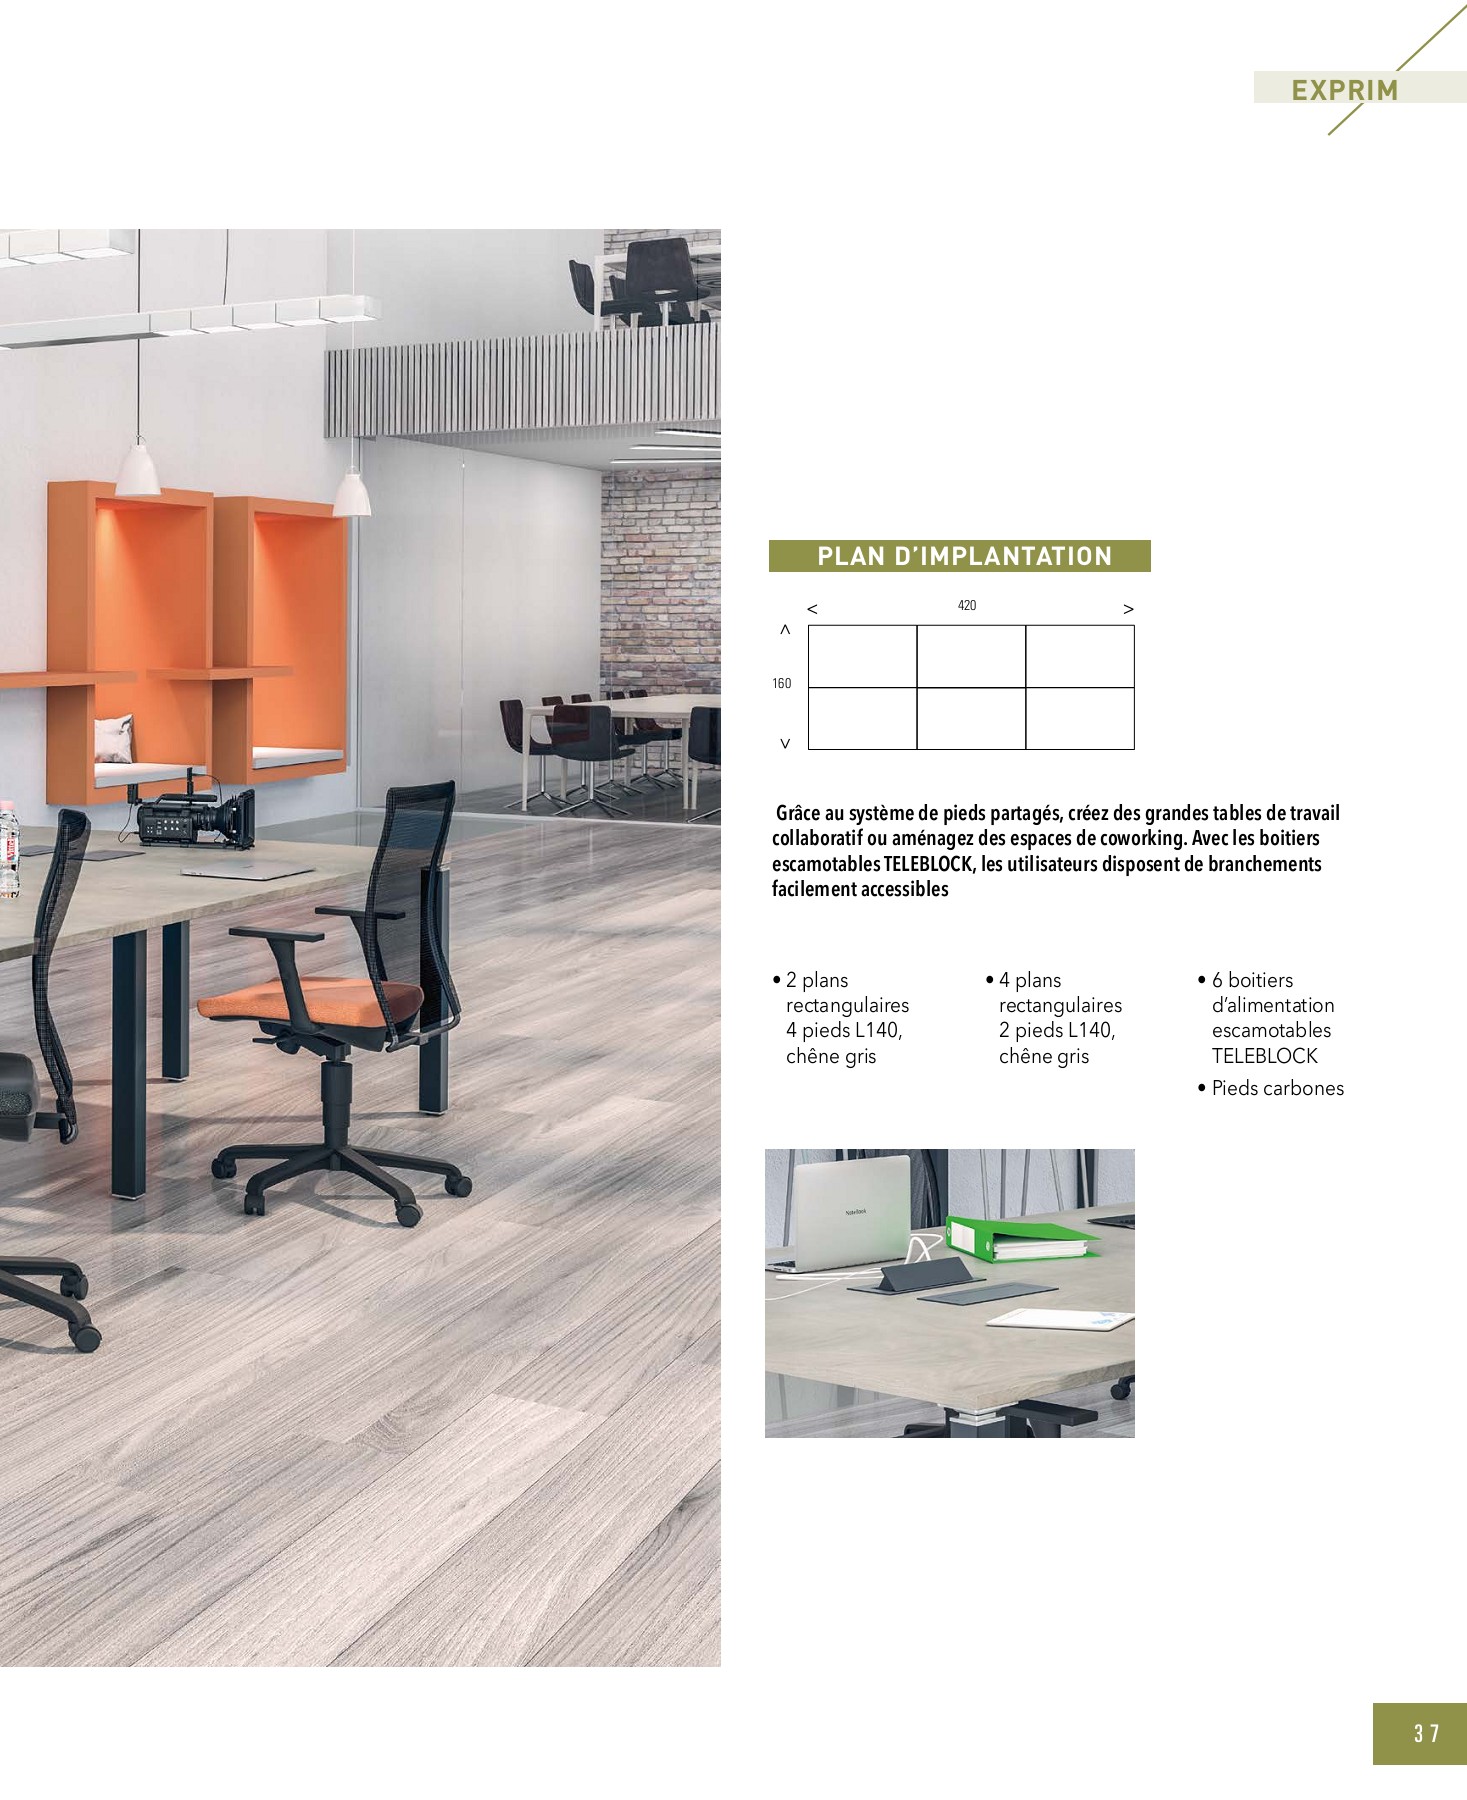 EXPRIM
PLAN D’IMPLANTATION
< 420 >
160
Grâce au système de pieds partagés, créez des grandes tables de travail
collaboratif ou aménagez des espaces de coworking. Avec les boitiers
escamotables TELEBLOCK, les utilisateurs disposent de branchements
facilement accessibles
• 2 plans
rectangulaires
4 pieds L140,
chêne gris
• 4 plans
rectangulaires
2 pieds L140,
chêne gris
• 6 boitiers
d’alimentation
escamotables
TELEBLOCK
• Pieds carbones
NoteBook
37